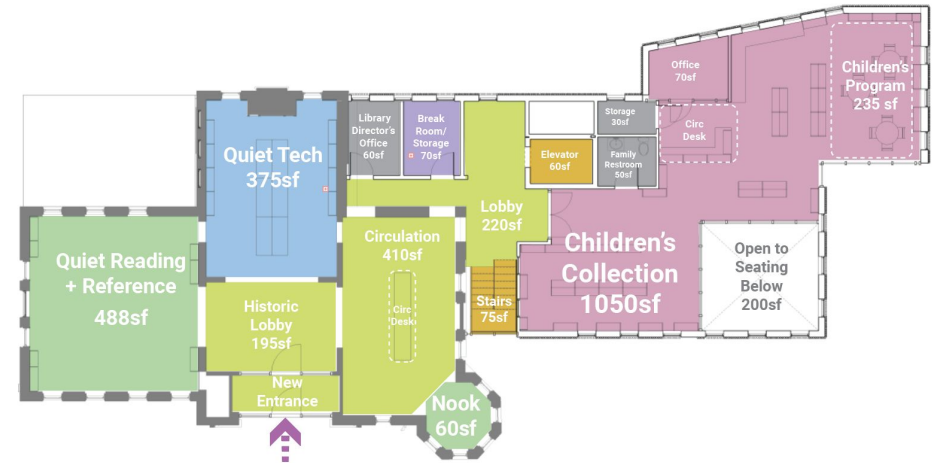 Office
70sf
Children's
Program
235 sf
Library
Director's
Office
60sf
Break
Room/
Storage
70sf
Storage
30sf
Circ
Desk
Quiet Tech
375sf
Elevator
60sf
Family
Restroom
50sf
Lobby
220sf
Circulation
410sf
Children's
Collection
1050sf
Open to
Seating
Below
200sf
Quiet Reading
+ Reference
488sf
Historic
Lobby
195sf
Circ
Desk
Stairs
75sf
New
Entrance
Nook
60sf